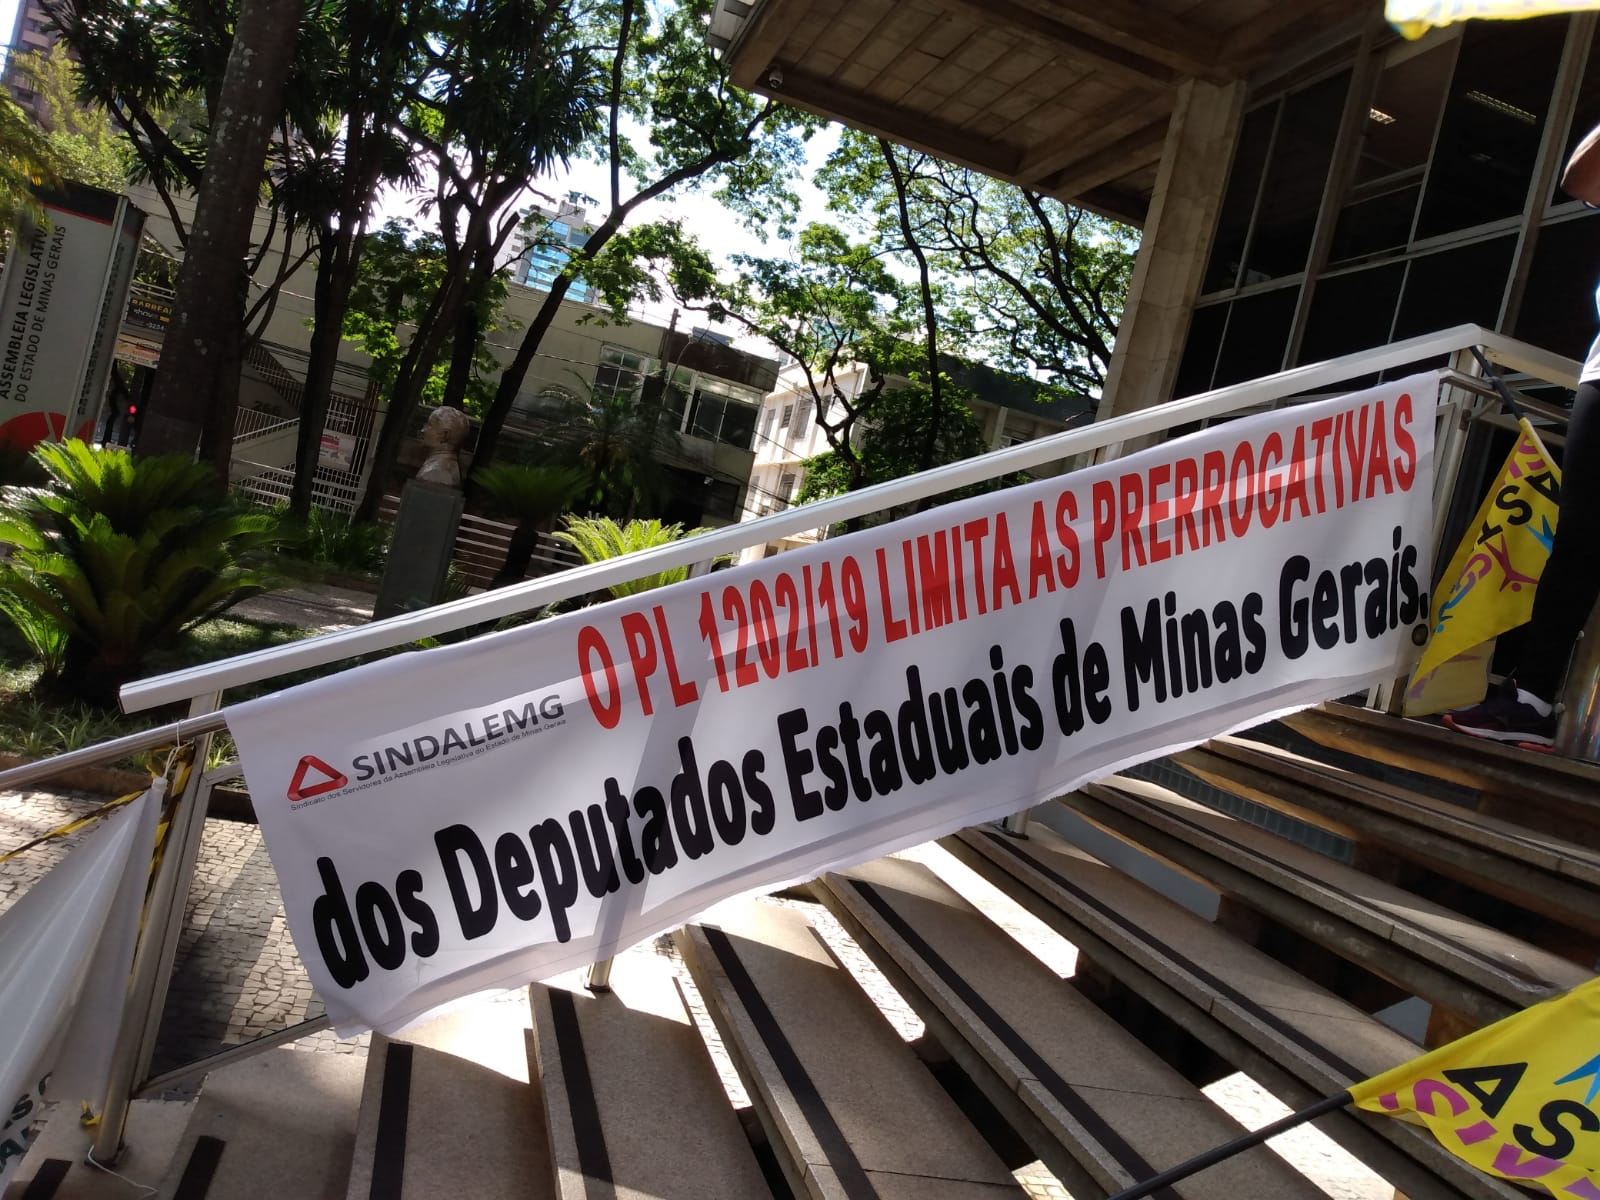 ASSEMBLEIA LEGISLATIVA
DO ESTADO DE MINAS GERAIS
SINDALEMG
Sindicato dos Servidores da Assembleia Legislativa do Estado de Minas Gerais
O PL 1202/19 LIMITA AS PRERROGATIVAS
dos Deputados Estaduais de Minas Gerais.